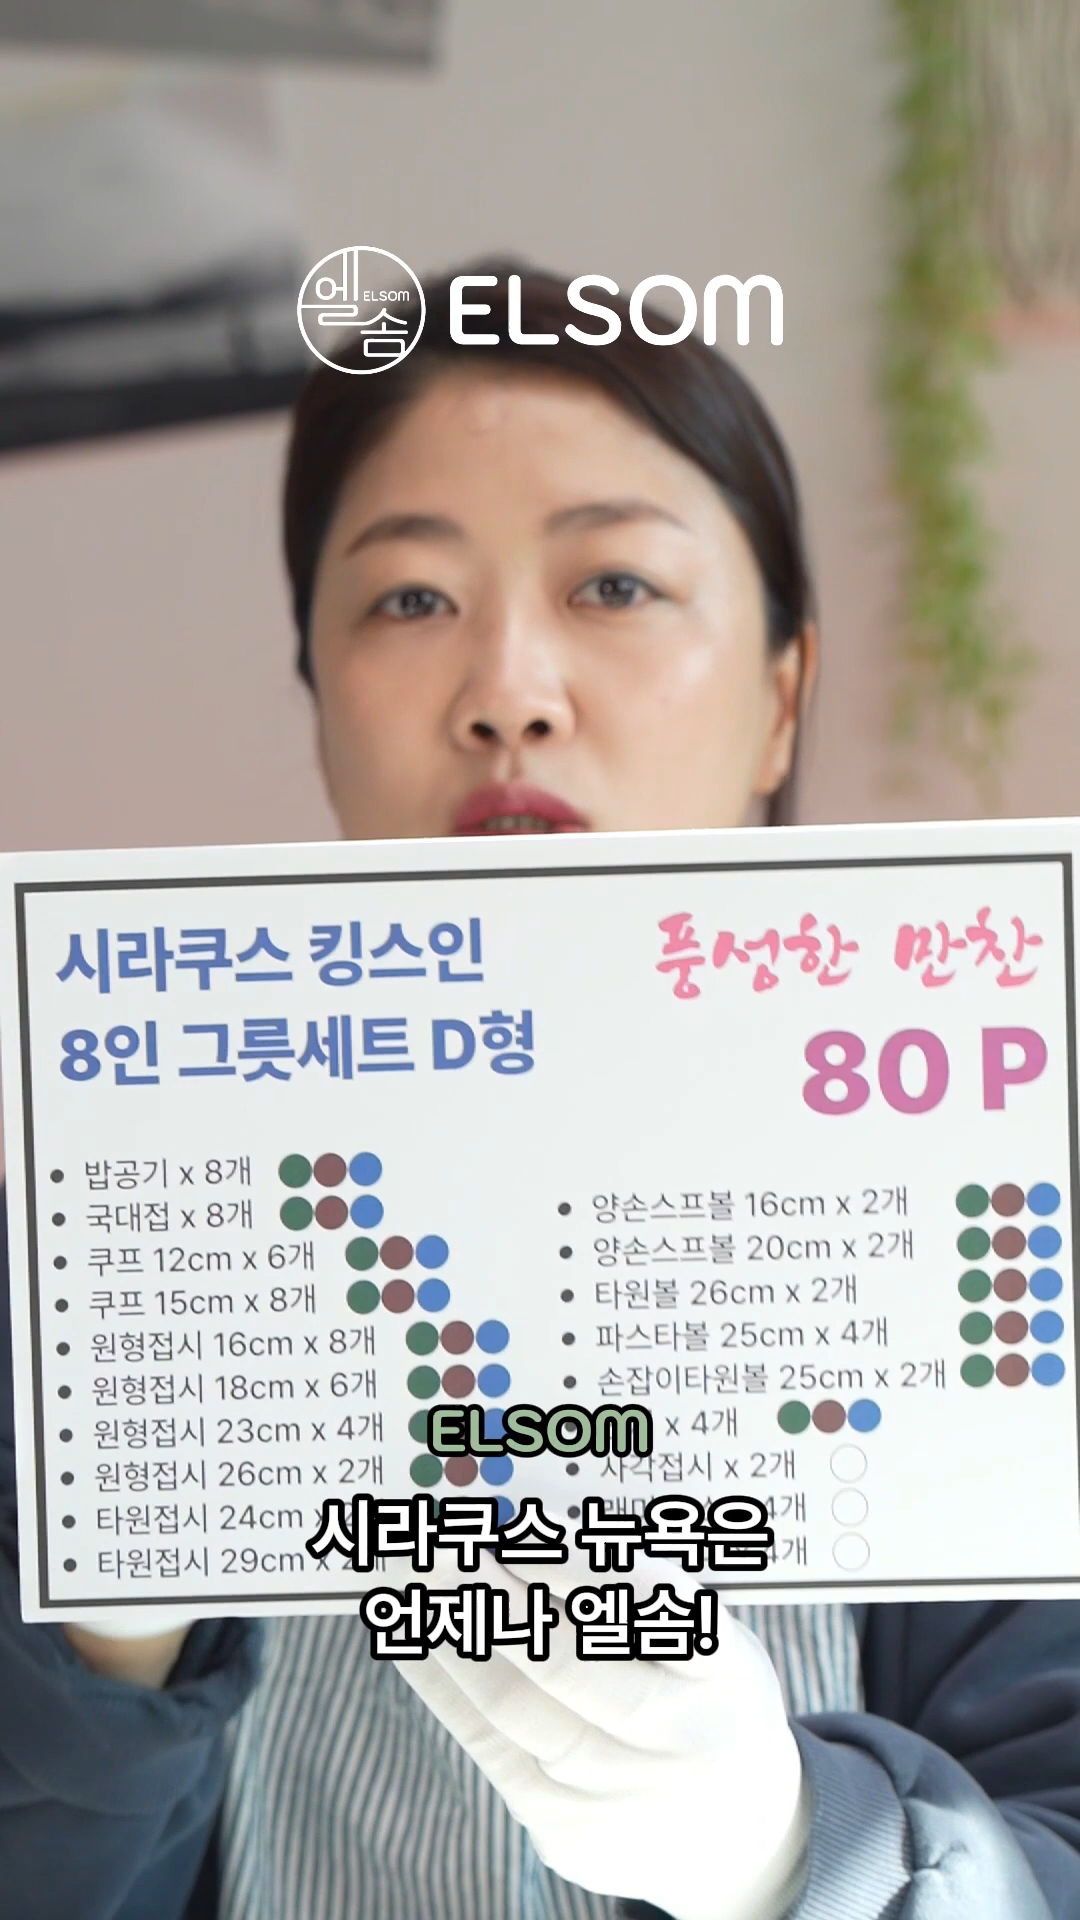 엘솜 ELSOM
ELSOM
시라쿠스 킹스인
8인 그릇세트 D형
풍성한 만찬
80 P
• 밥공기 x 8개
• 국대접 x 8개
• 쿠프 12cm x 6개
• 쿠프 15cm x 8개
• 원형접시 16cm x 8개
• 원형접시 18cm x 6개
• 원형접시 23cm x 4개
• 원형접시 26cm x 2개
• 타원접시 24cm x
• 타원접시 29cm x 2개
• 양손스프볼 16cm x 2개
• 양손스프볼 20cm x 2개
• 타원볼 26cm x 2개
• 파스타볼 25cm x 4개
• 손잡이타원볼 25cm x 2개
x 4개
• 사각접시 x 2개
4개
4개
ELSOM
시라쿠스 뉴욕은
언제나 엘솜!